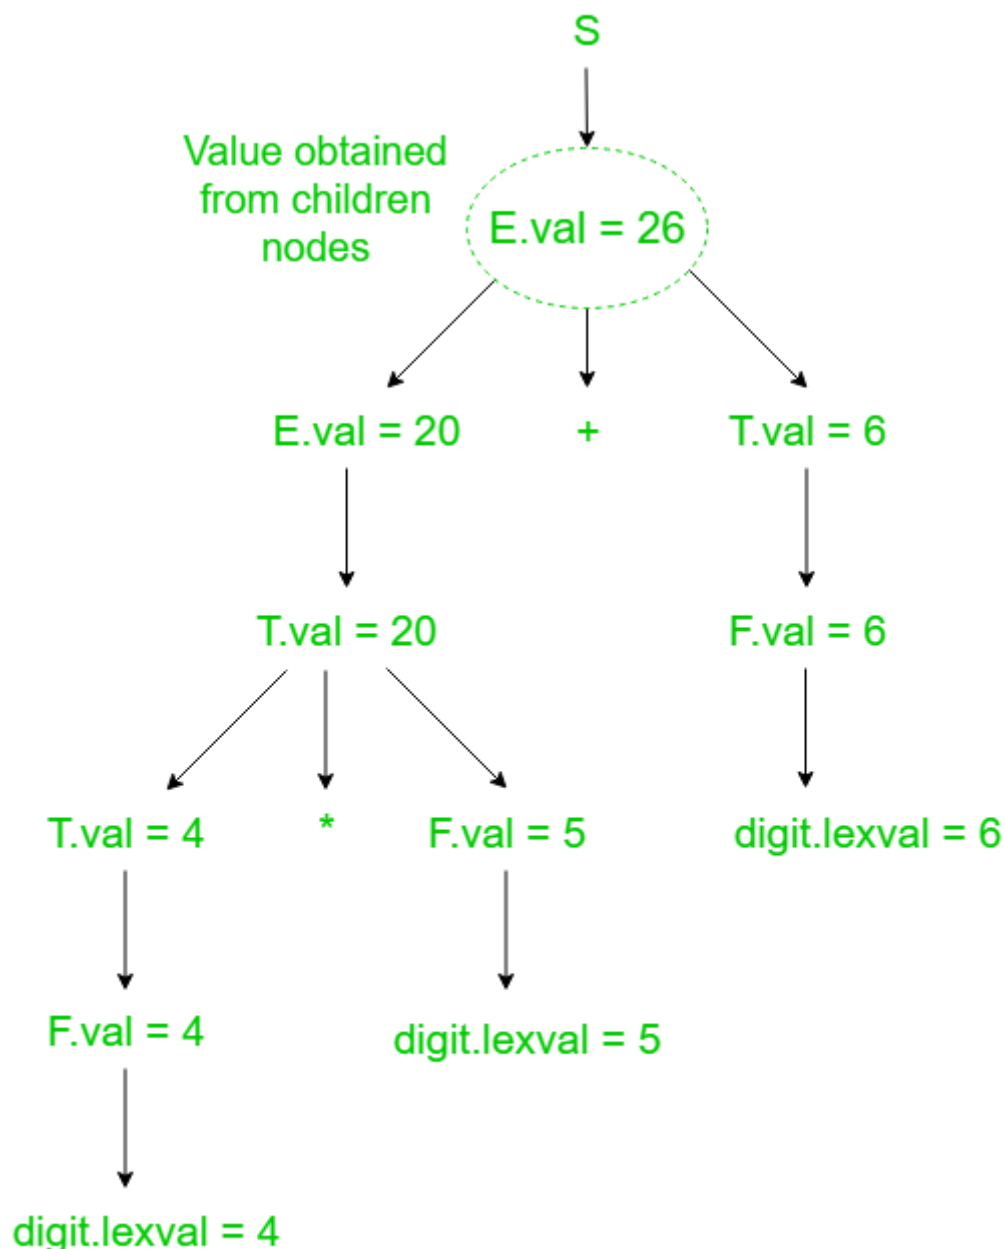 S
Value obtained
from children
nodes
E.val = 26
E.val = 20
+
T.val = 6
T.val = 20
F.val = 6
T.val = 4
*
F.val = 5
digit.lexval = 6
F.val = 4
digit.lexval = 5
digit.lexval = 4